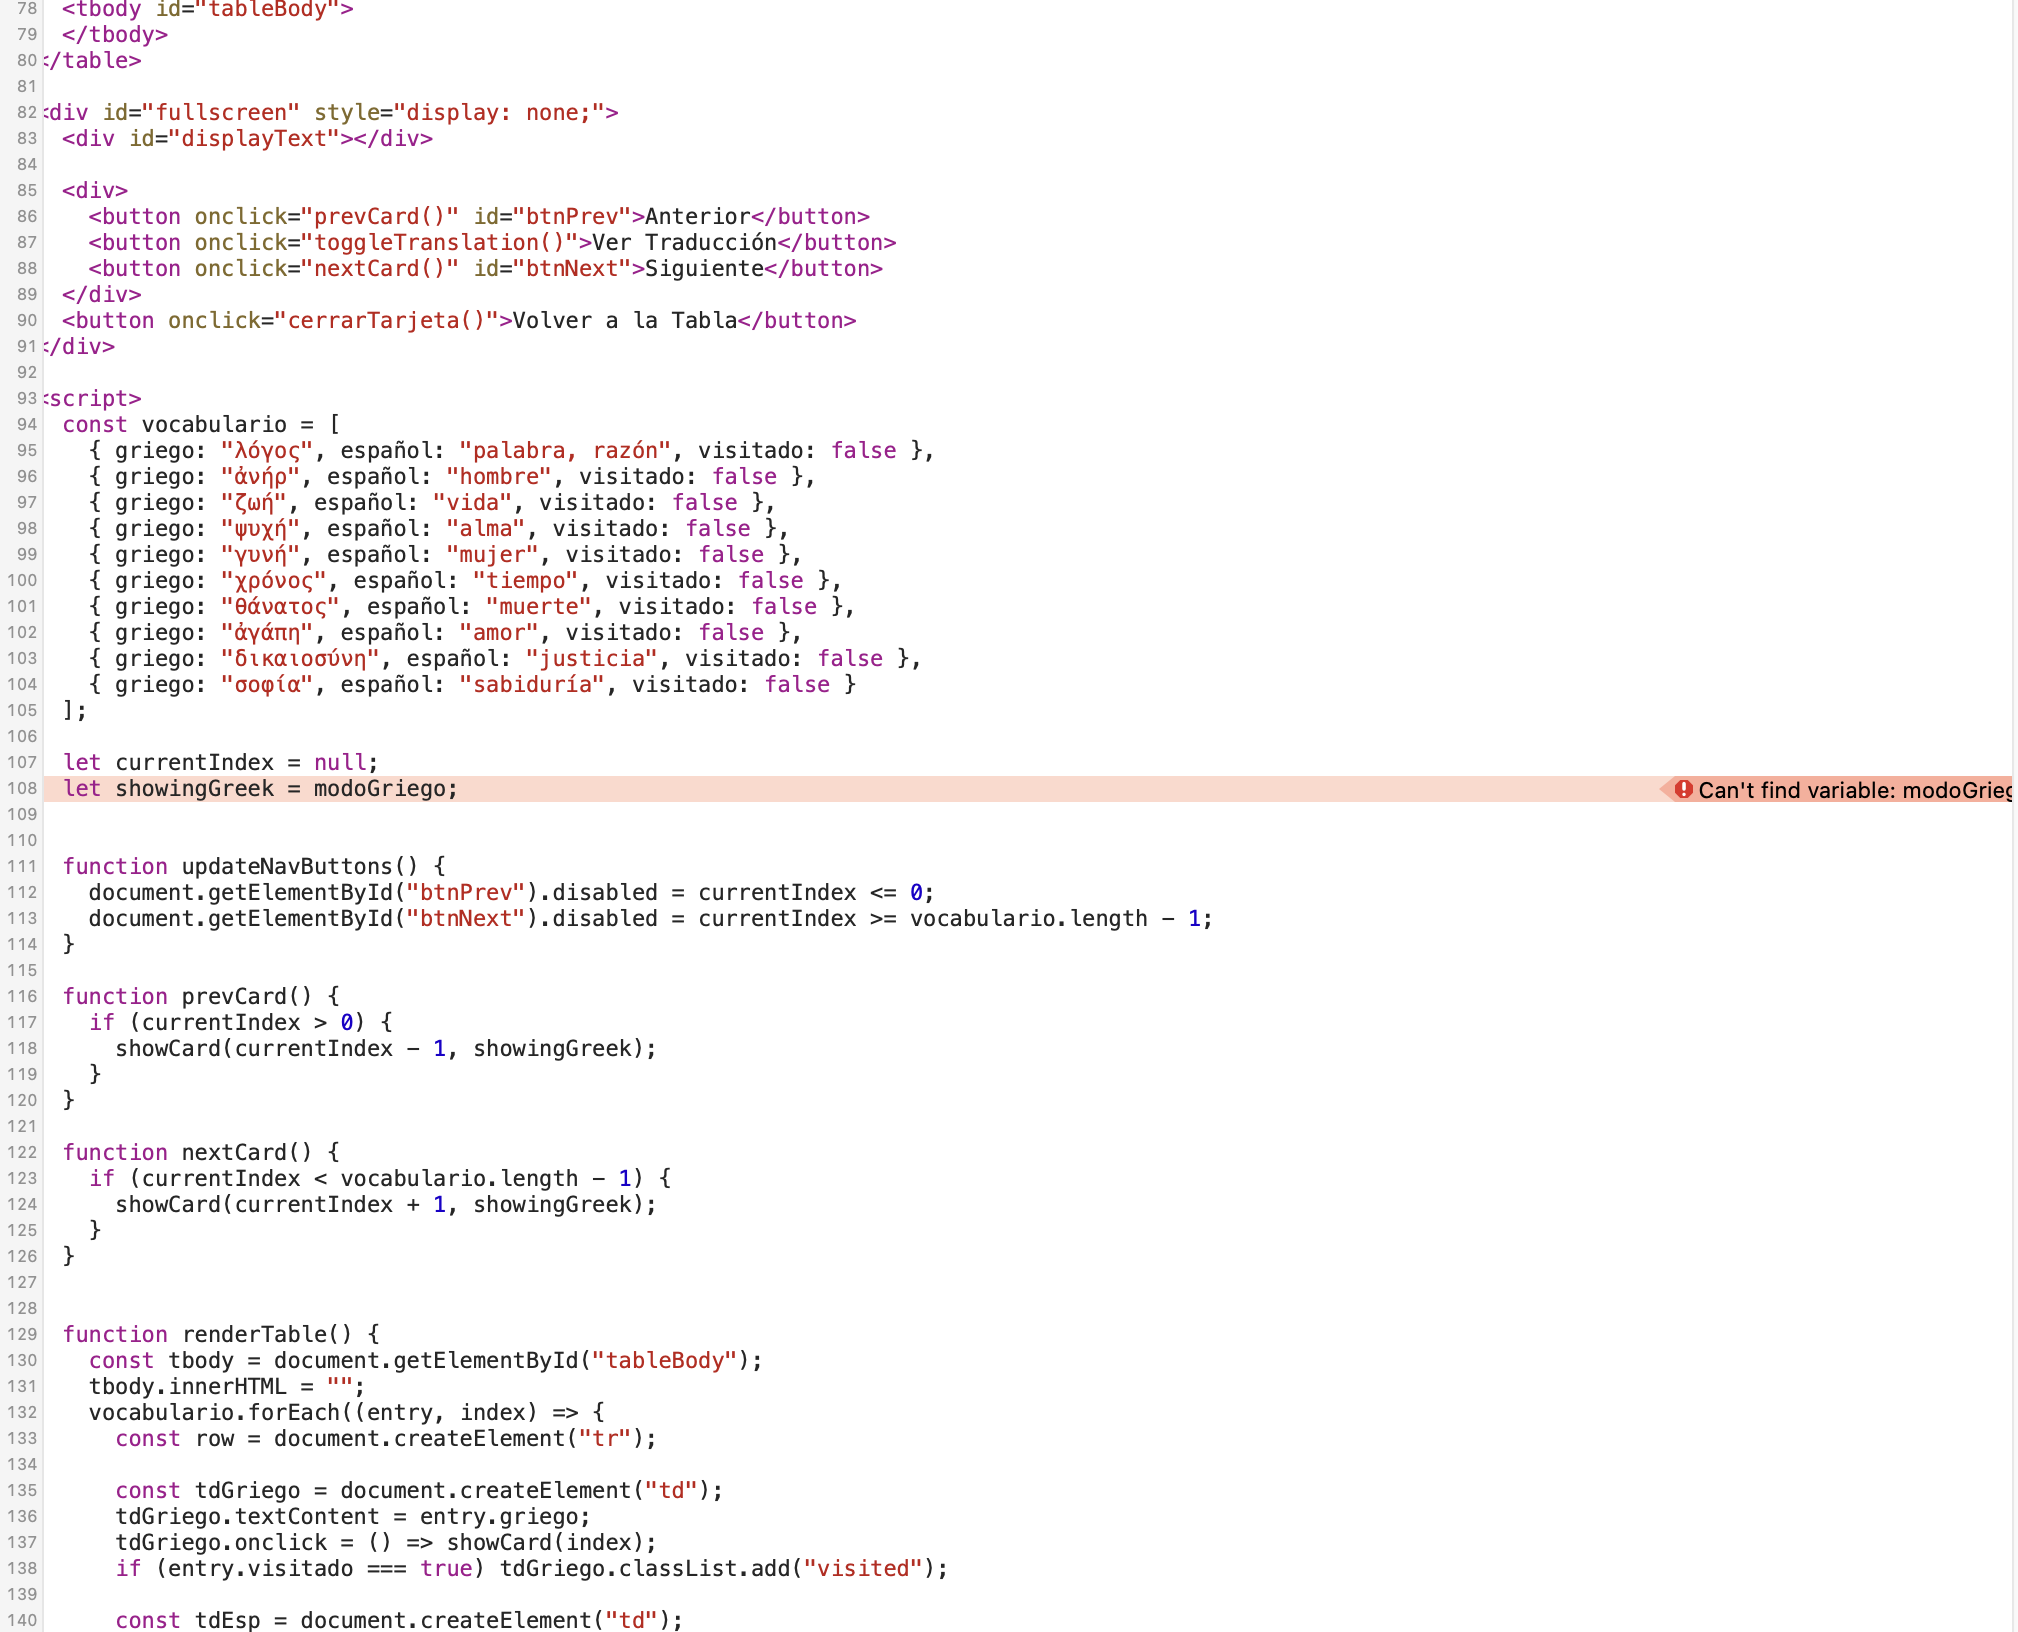 78 <tbody id="tableBody">
79 </tbody>
80 </table>
81
82 <div id="fullscreen" style="display: none;">
83 <div id="displayText"></div>
84
85 <div>
86 <button onclick="prevCard()" id="btnPrev">Anterior</button>
87 <button onclick="toggleTranslation()">Ver Traducción</button>
88 <button onclick="nextCard()" id="btnNext">Siguiente</button>
89 </div>
90 <button onclick="cerrarTarjeta()">Volver a la Tabla</button>
91 </div>
92
93 <script>
94 const vocabulario = [
95 { griego: "λόγος", español: "palabra, razón", visitado: false },
96 { griego: "ἀνήρ", español: "hombre", visitado: false },
97 { griego: "ζωή", español: "vida", visitado: false },
98 { griego: "ψυχή", español: "alma", visitado: false },
99 { griego: "γυνή", español: "mujer", visitado: false },
100 { griego: "χρόνος", español: "tiempo", visitado: false },
101 { griego: "θάνατος", español: "muerte", visitado: false },
102 { griego: "ἀγάπη", español: "amor", visitado: false },
103 { griego: "δικαιοσύνη", español: "justicia", visitado: false },
104 { griego: "σοφία", español: "sabiduría", visitado: false }
105 ];
106
107 let currentIndex = null;
108 let showingGreek = modoGriego; Can't find variable: modoGrieg
109
110
111 function updateNavButtons() {
112 document.getElementById("btnPrev").disabled = currentIndex <= 0;
113 document.getElementById("btnNext").disabled = currentIndex >= vocabulario.length - 1;
114 }
115
116 function prevCard() {
117 if (currentIndex > 0) {
118 showCard(currentIndex - 1, showingGreek);
119 }
120 }
121
122 function nextCard() {
123 if (currentIndex < vocabulario.length - 1) {
124 showCard(currentIndex + 1, showingGreek);
125 }
126 }
127
128
129 function renderTable() {
130 const tbody = document.getElementById("tableBody");
131 tbody.innerHTML = "";
132 vocabulario.forEach((entry, index) => {
133 const row = document.createElement("tr");
134
135 const tdGriego = document.createElement("td");
136 tdGriego.textContent = entry.griego;
137 tdGriego.onclick = () => showCard(index);
138 if (entry.visitado === true) tdGriego.classList.add("visited");
139
140 const tdEsp = document.createElement("td");